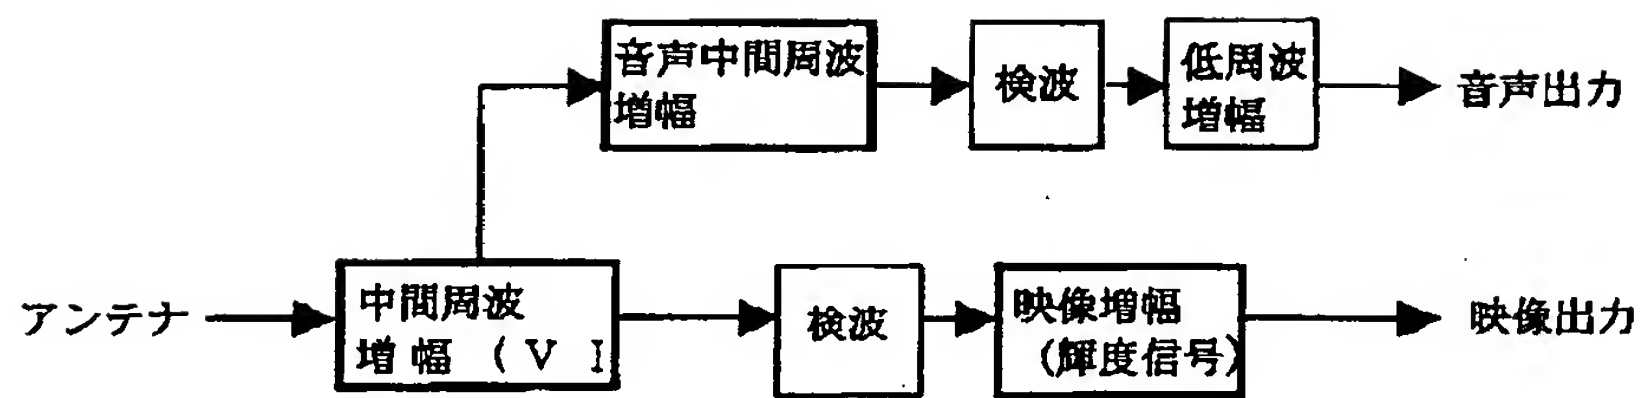 音声中間周波
増幅
検波
低周波
増幅
音声出力
アンテナ
中間周波
増幅(VI
検波
映像増幅
(輝度信号)
映像出力